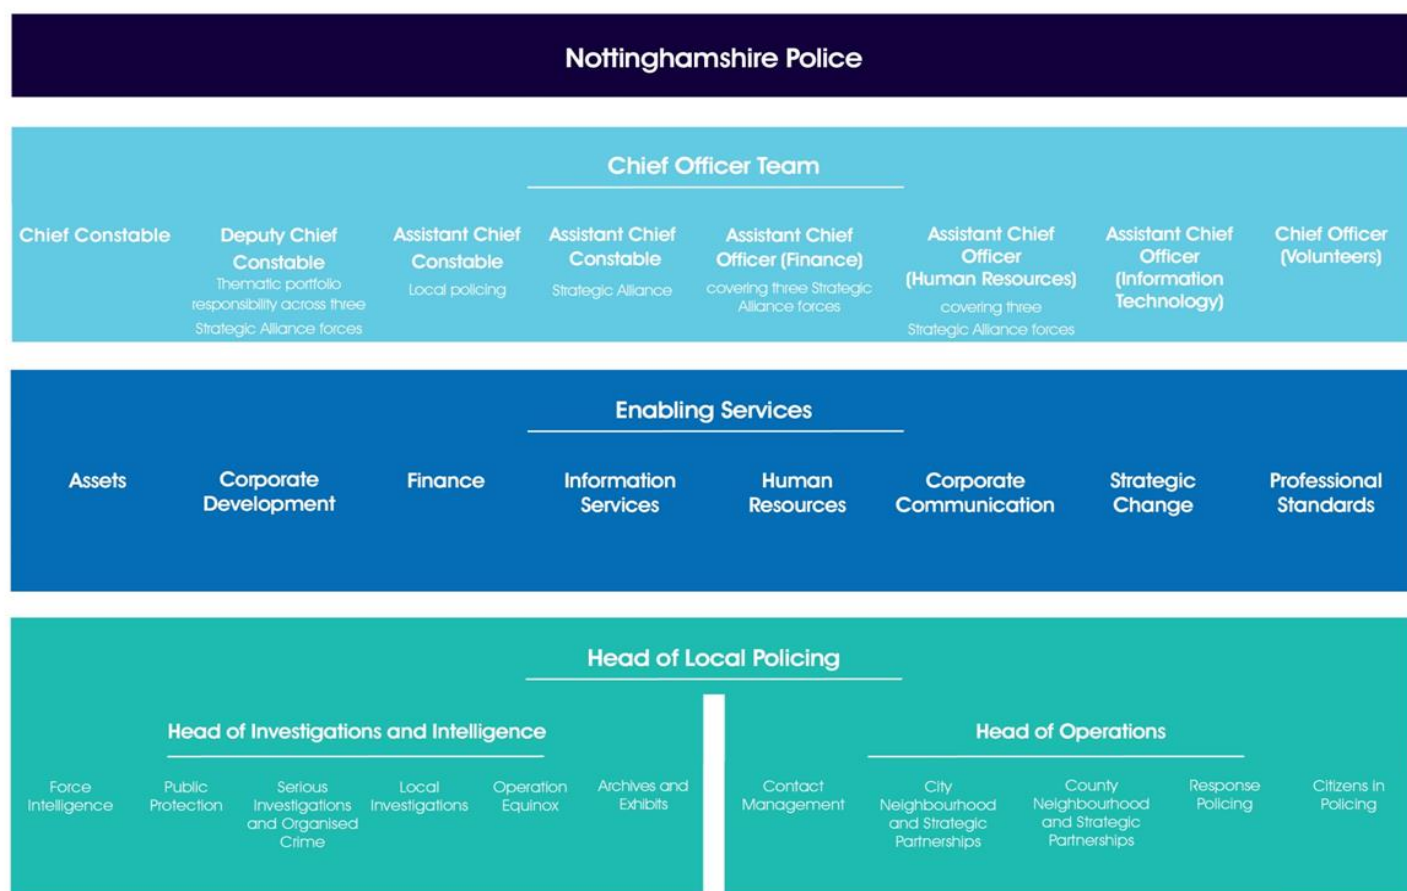 Nottinghamshire Police
Chief Officer Team
Chief Constable
Deputy Chief
Constable
Thematic portfolio
responsibility across three
Strategic Alliance forces
Assistant Chief
Constable
Local policing
Assistant Chief
Constable
Strategic Alliance
Assistant Chief
Officer (Finance)
covering three Strategic
Alliance forces
Assistant Chief
Officer
(Human Resources)
covering three
Strategic Alliance forces
Assistant Chief
Officer
(Information
Technology)
Chief Officer
(Volunteers)
Enabling Services
Assets
Corporate
Development
Finance
Information
Services
Human
Resources
Corporate
Communication
Strategic
Change
Professional
Standards
Head of Local Policing
Head of Investigations and Intelligence
Force
Intelligence
Public
Protection
Serious
Investigations
and Organised
Crime
Local
Investigations
Operation
Equinox
Archives and
Exhibits
Head of Operations
Contact
Management
City
Neighbourhood
and Strategic
Partnerships
County
Neighbourhood
and Strategic
Partnerships
Response
Policing
Citizens in
Policing